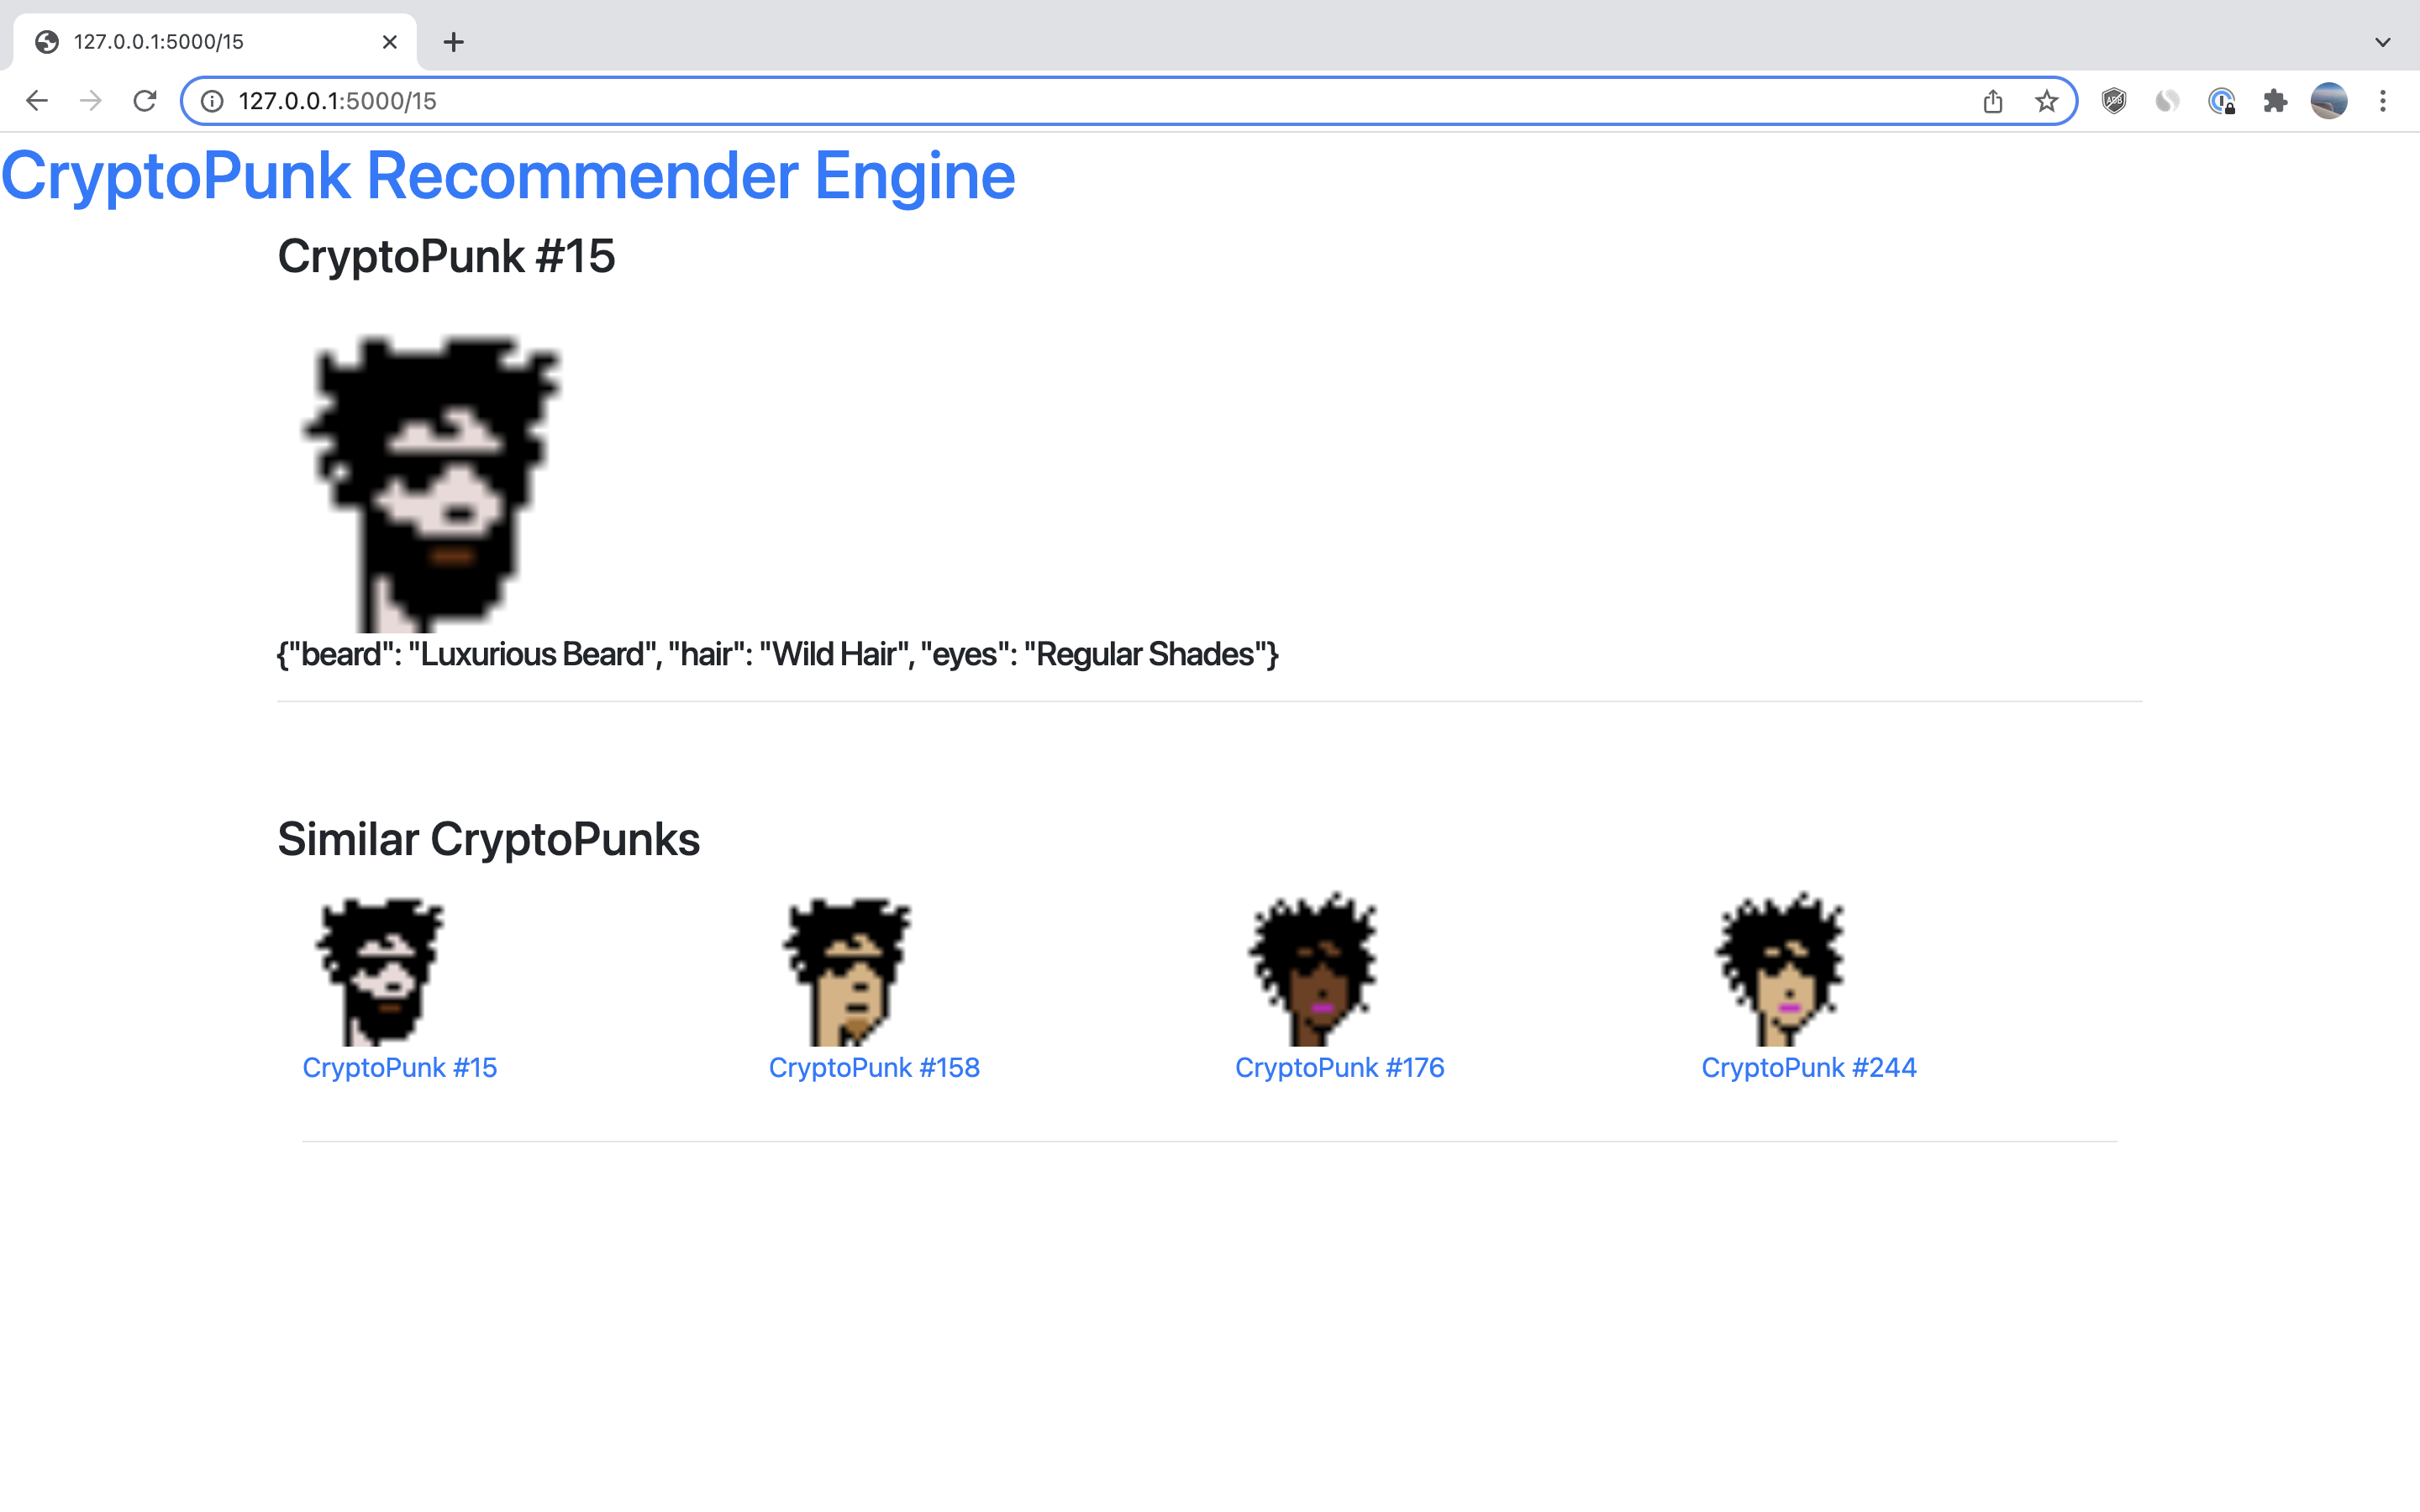 127.0.0.1:5000/15
127.0.0.1:5000/15
ADB
CryptoPunk Recommender Engine
CryptoPunk #15
{"beard": "Luxurious Beard", "hair": "Wild Hair", "eyes": "Regular Shades"}
Similar CryptoPunks
CryptoPunk #15 CryptoPunk #158 CryptoPunk #176 CryptoPunk #244